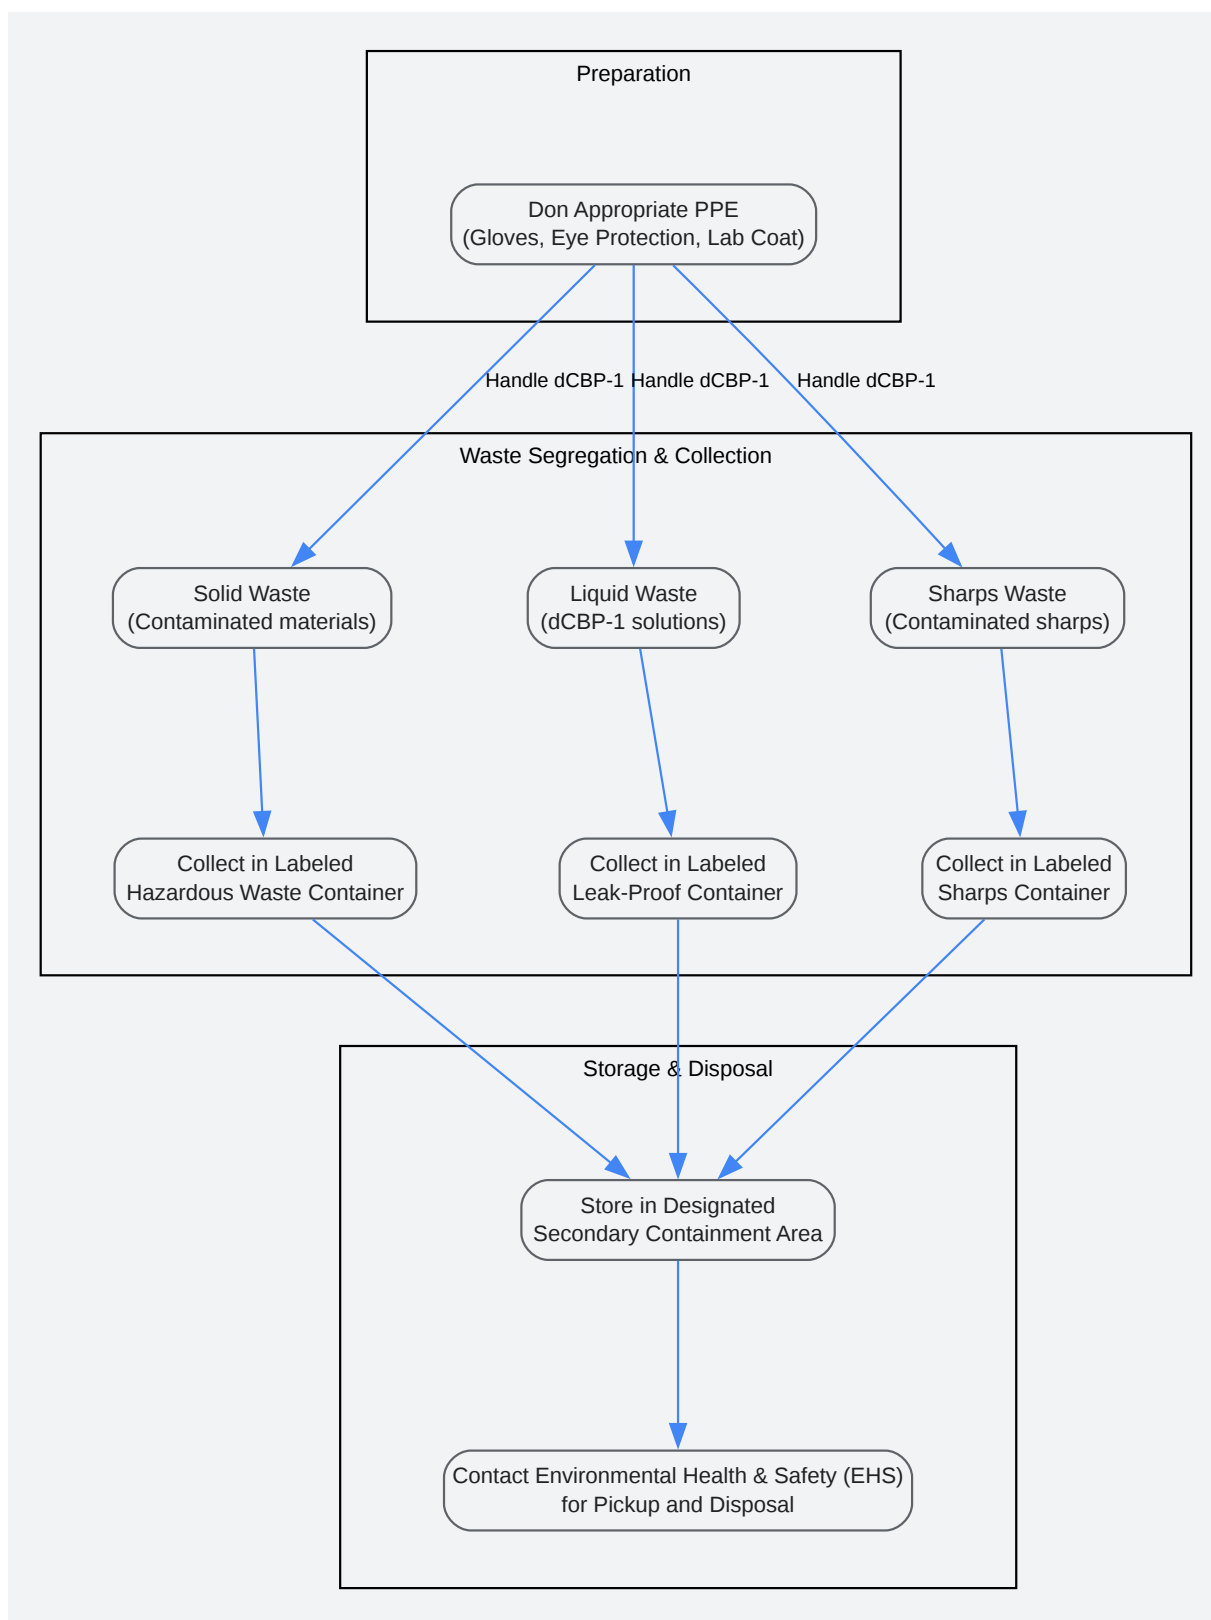 Preparation
Don Appropriate PPE
(Gloves, Eye Protection, Lab Coat)
Handle dCBP-1
Handle dCBP-1
Handle dCBP-1
Waste Segregation & Collection
Solid Waste
(Contaminated materials)
Liquid Waste
(dCBP-1 solutions)
Sharps Waste
(Contaminated sharps)
Collect in Labeled
Hazardous Waste Container
Collect in Labeled
Leak-Proof Container
Collect in Labeled
Sharps Container
Storage & Disposal
Store in Designated
Secondary Containment Area
Contact Environmental Health & Safety (EHS)
for Pickup and Disposal